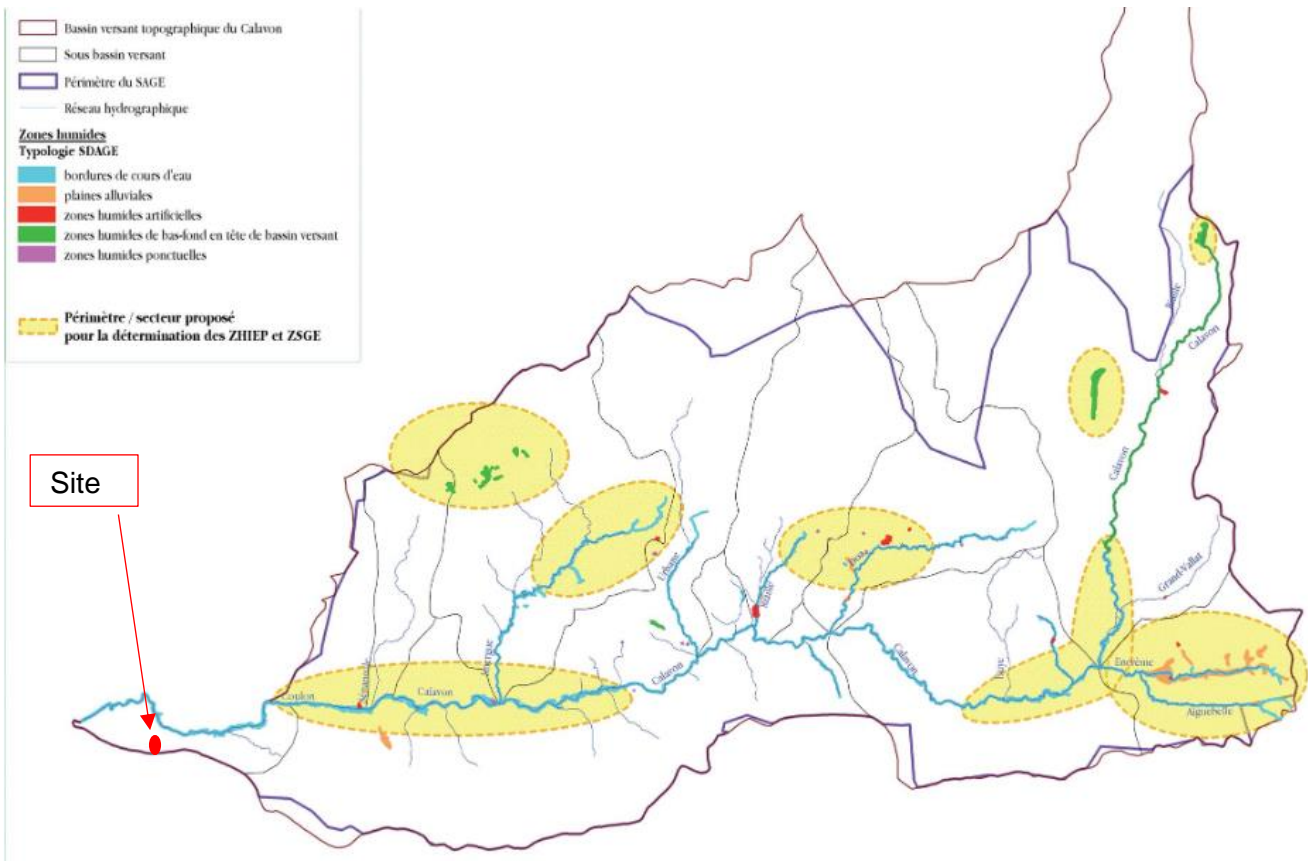 Bassin versant topographique du Calavon
Sous bassin versant
Périmètre du SAGE
Réseau hydrographique
Zones humides
Typologie SDAGE
bordures de cours d'eau
plaines alluviales
zones humides artificielles
zones humides de bas-fond en tête de bassin versant
zones humides ponctuelles
Périmètre / secteur proposé
pour la détermination des ZHIEP et ZSGE
Site
Calavon
Calavon
Grand-Vallat
Urbane
Coulon
Calavon
Calavon
Calavon
Encrème
Aiguebelle